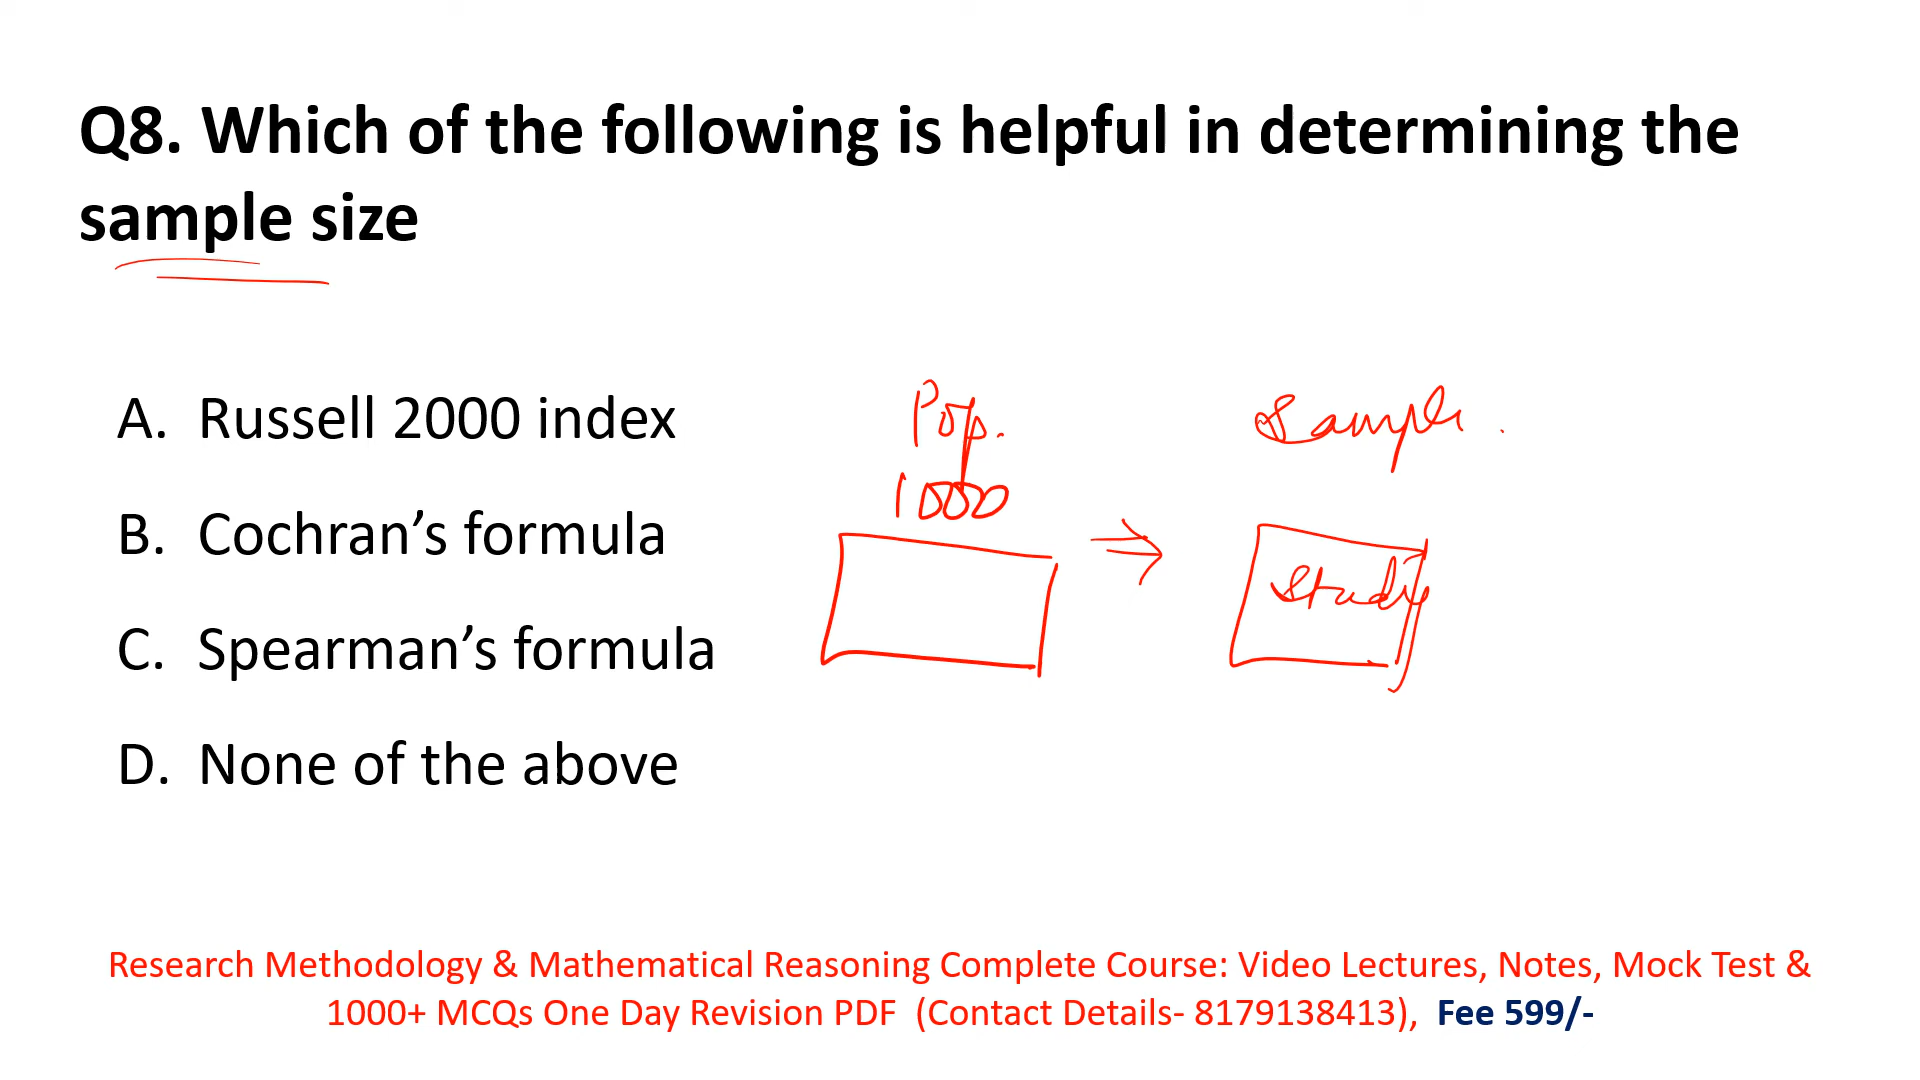 Q8. Which of the following is helpful in determining the
sample size
A. Russell 2000 index
B. Cochran’s formula
C. Spearman’s formula
D. None of the above
Pop.
1000
Sample.
Study
Research Methodology & Mathematical Reasoning Complete Course: Video Lectures, Notes, Mock Test &
1000+ MCQs One Day Revision PDF (Contact Details- 8179138413), Fee 599/-